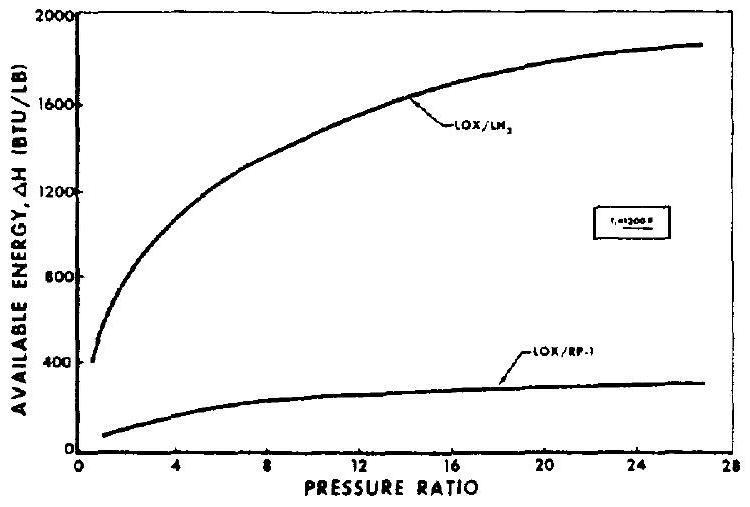 2000
1600
1200
800
400
0
AVAILABLE ENERGY, ΔH (BTU/LB)
LOX/LH₂
LOX/RP-1
0 4 8 12 16 20 24 28
PRESSURE RATIO